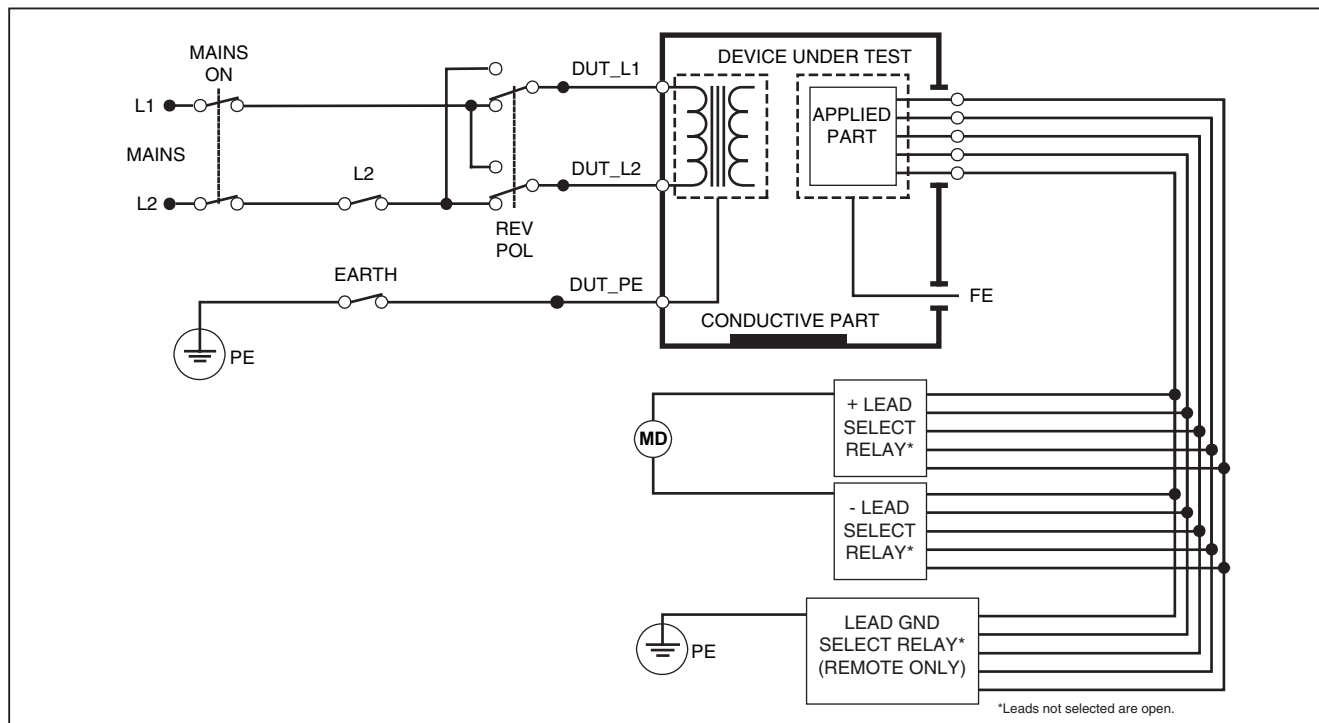 MAINS
ON
L1
MAINS
L2
L2
REV
POL
DUT_L1
DUT_L2
EARTH
DUT_PE
PE
DEVICE UNDER TEST
APPLIED
PART
FE
CONDUCTIVE PART
MD
+ LEAD
SELECT
RELAY*
- LEAD
SELECT
RELAY*
PE
LEAD GND
SELECT RELAY*
(REMOTE ONLY)
*Leads not selected are open.